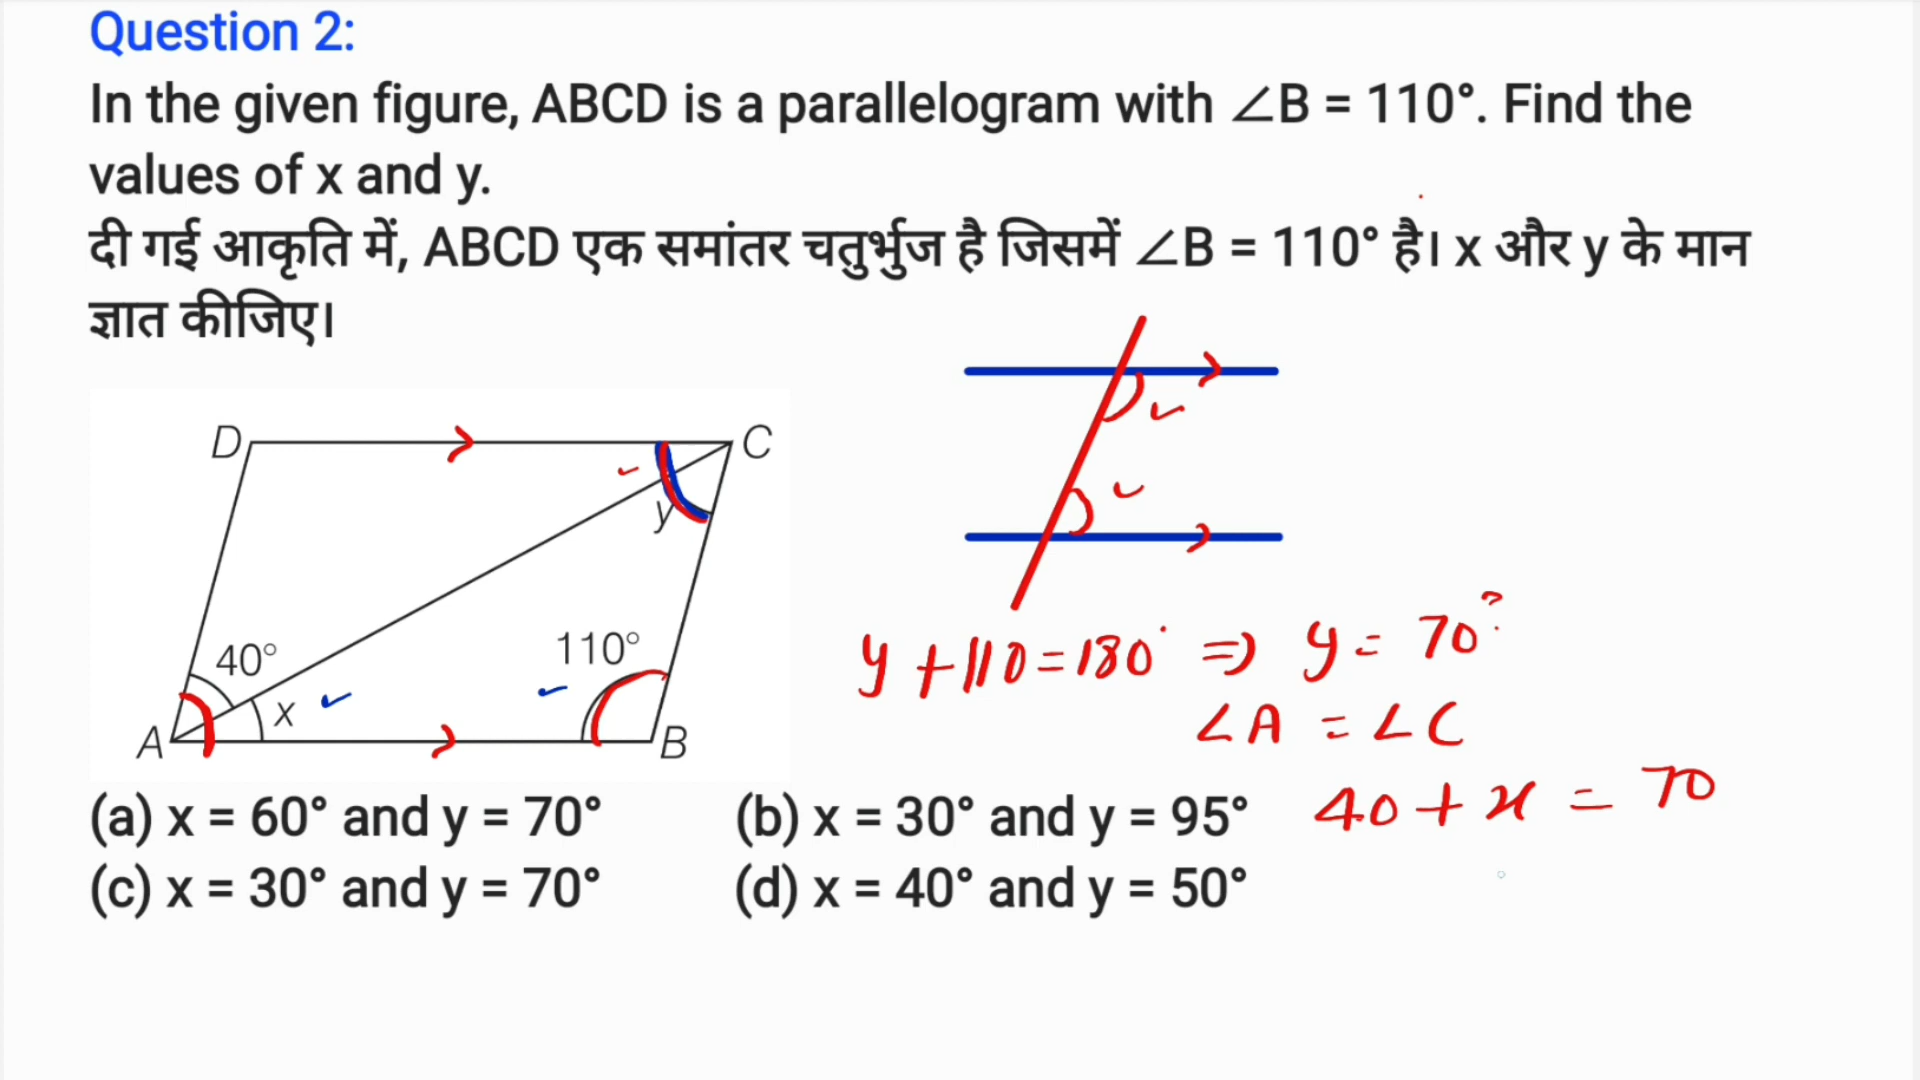 Question 2:
In the given figure, ABCD is a parallelogram with ∠B = 110°. Find the
values of x and y.
दी गई आकृति में, ABCD एक समांतर चतुर्भुज है जिसमें ∠B = 110° है। x और y के मान
ज्ञात कीजिए।
D
C
y
40°
110°
x
A
B
y + 110 = 180° ⇒ y = 70°
∠A = ∠C
40 + x = 70
(a) x = 60° and y = 70°
(b) x = 30° and y = 95°
(c) x = 30° and y = 70°
(d) x = 40° and y = 50°